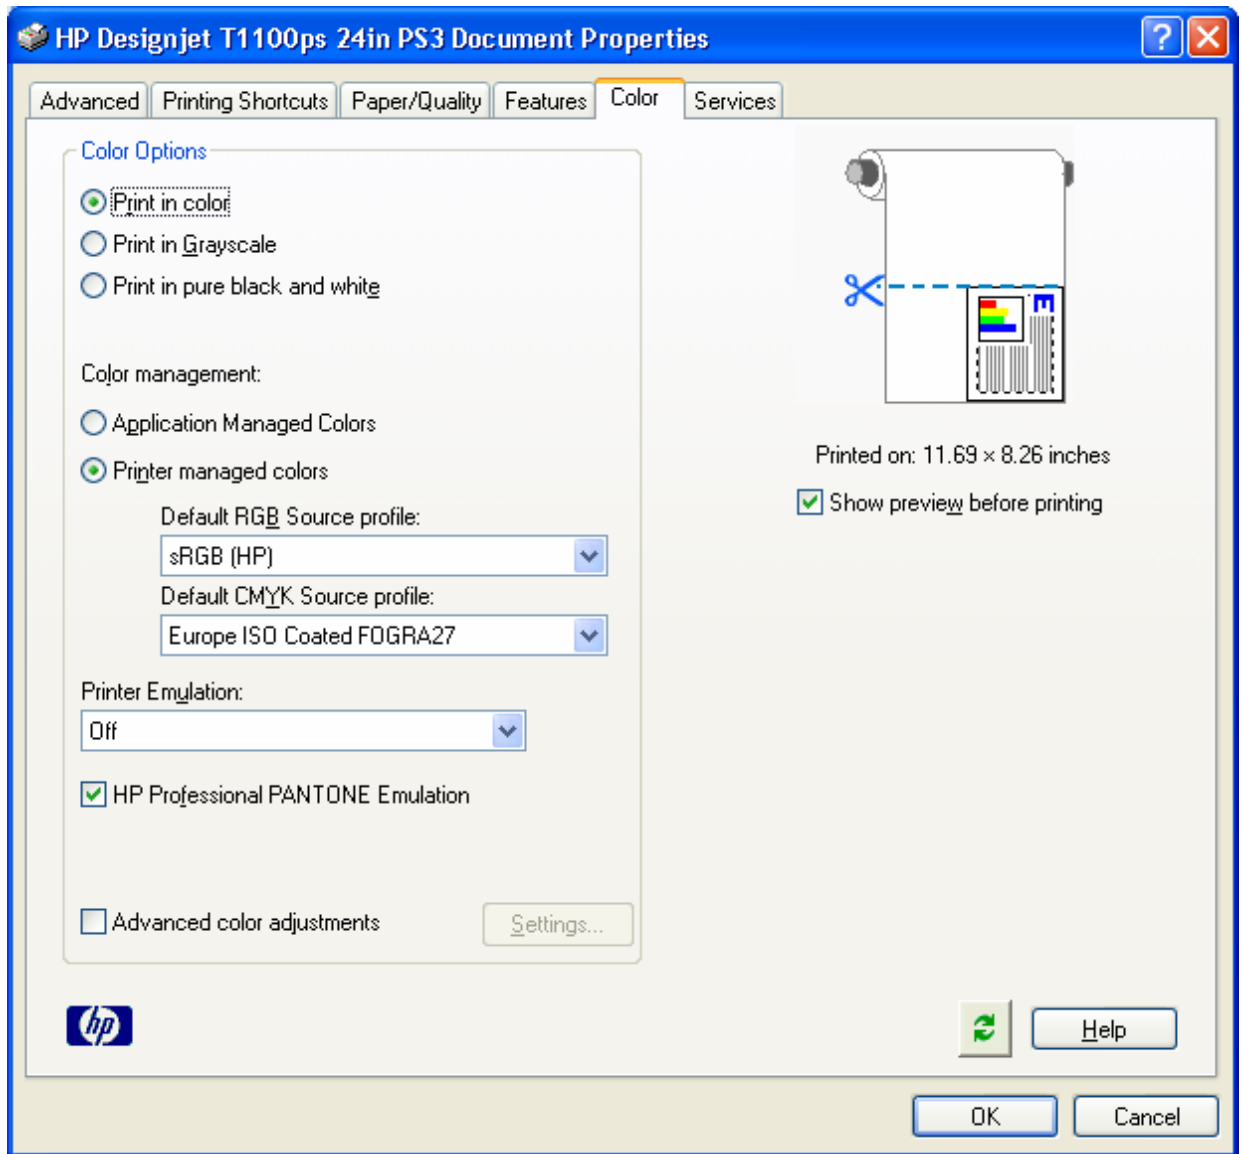 HP Designjet T1100ps 24in PS3 Document Properties
Advanced Printing Shortcuts Paper/Quality Features Color Services
Color Options
Print in color
Print in Grayscale
Print in pure black and white
Color management:
Application Managed Colors
Printer managed colors
Default RGB Source profile:
sRGB (HP)
Default CMYK Source profile:
Europe ISO Coated FOGRA27
Printer Emulation:
Off
HP Professional PANTONE Emulation
Advanced color adjustments Settings...
E
Printed on: 11.69 × 8.26 inches
Show preview before printing
hp
Help
OK Cancel